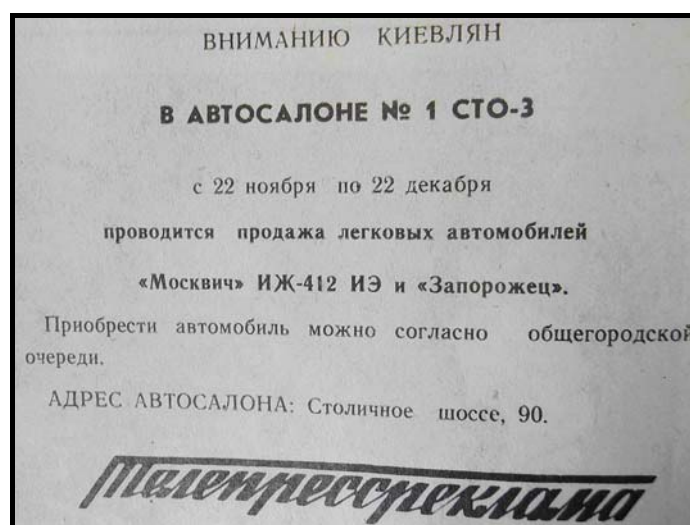 ВНИМАНИЮ КИЕВЛЯН
В АВТОСАЛОНЕ № 1 СТО-3
с 22 ноября по 22 декабря
проводится продажа легковых автомобилей
«Москвич» ИЖ-412 ИЭ и «Запорожец».
Приобрести автомобиль можно согласно общегородской
очереди.
АДРЕС АВТОСАЛОНА: Столичное шоссе, 90.
Телепрессреклама